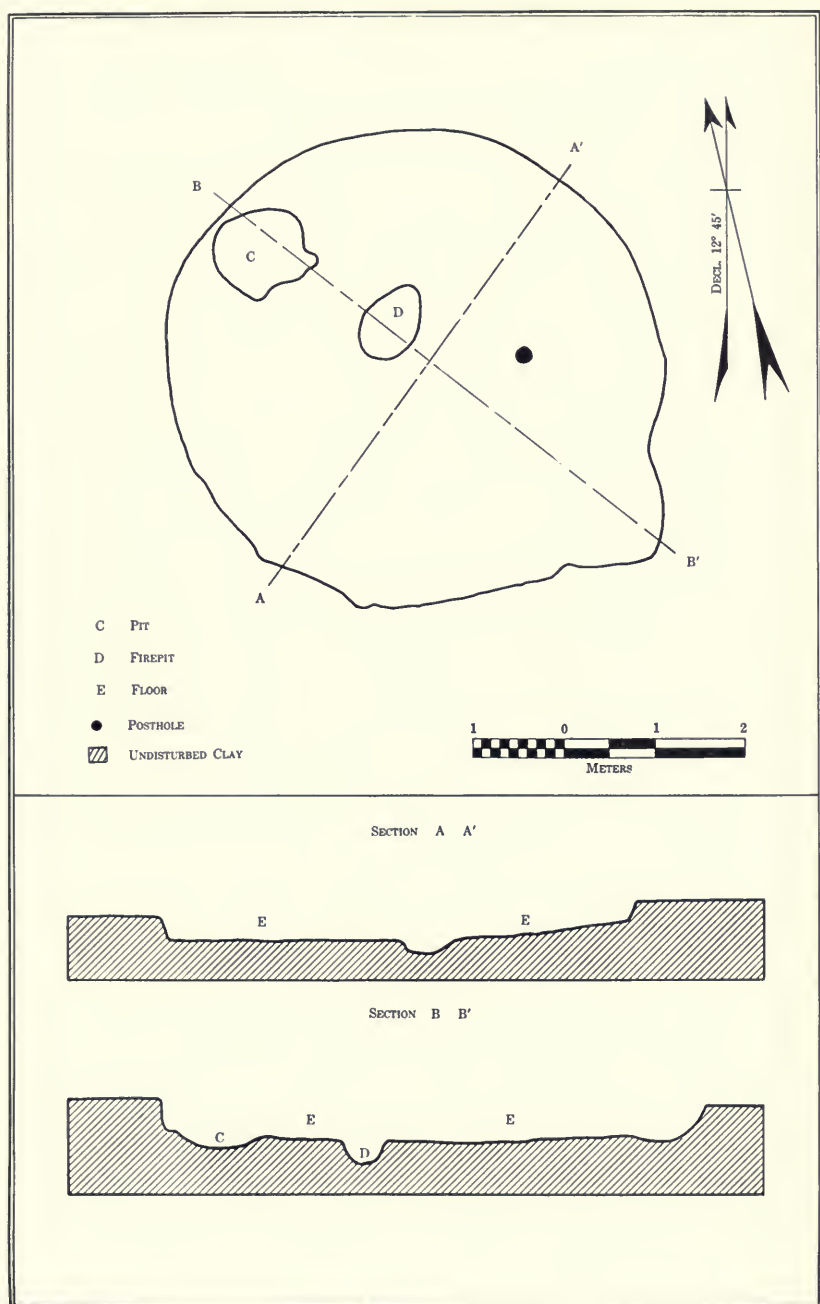 A'
B
C
DECL. 12° 45'
D
B'
A
C PIT
D FIREPIT
E FLOOR
POSTHOLE
UNDISTURBED CLAY
1 0 1 2
METERS
SECTION A A'
E E
SECTION B B'
C E D E